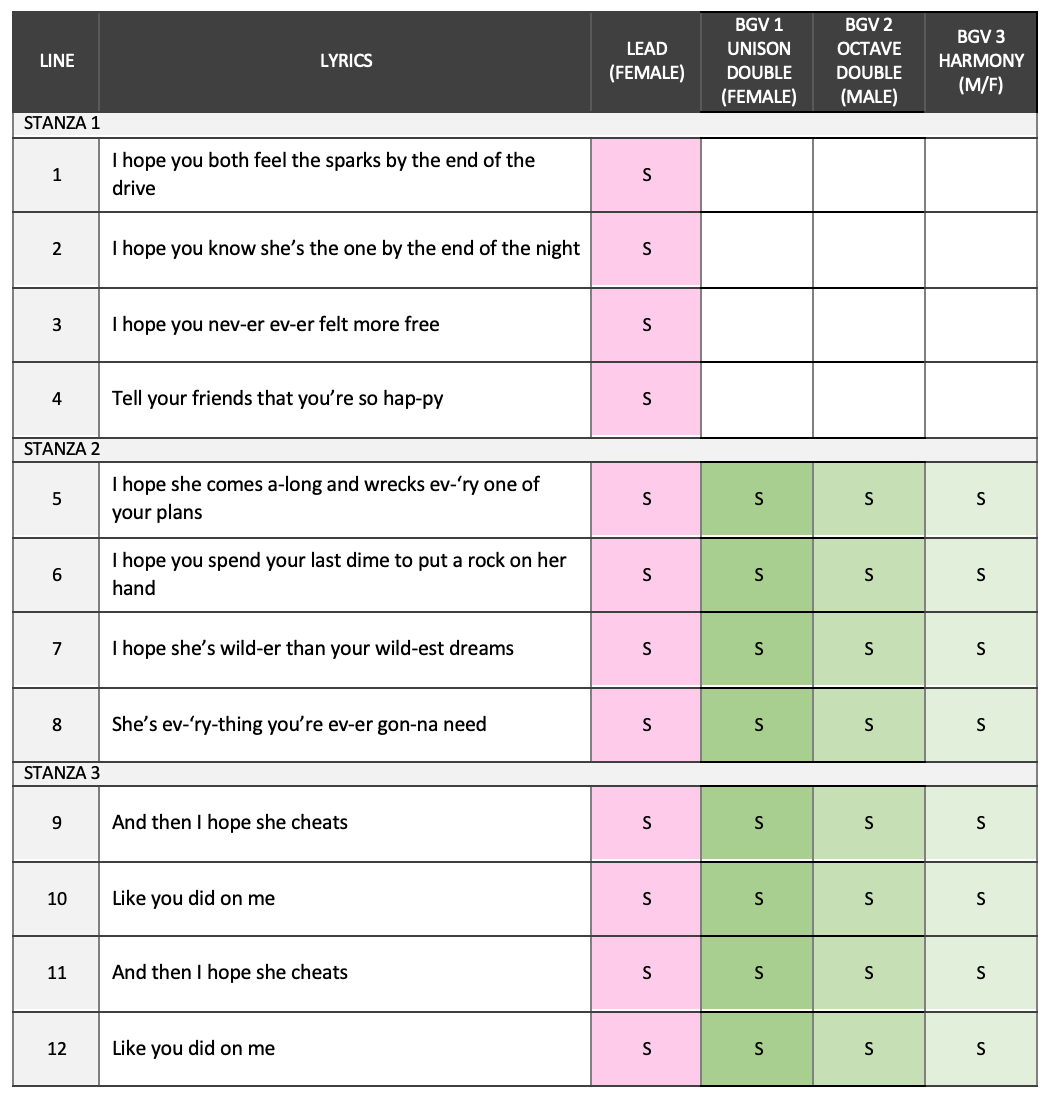 LINE LYRICS LEAD (FEMALE) BGV 1 UNISON DOUBLE (FEMALE) BGV 2 OCTAVE DOUBLE (MALE) BGV 3 HARMONY (M/F)
STANZA 1
1 I hope you both feel the sparks by the end of the drive S
2 I hope you know she’s the one by the end of the night S
3 I hope you nev-er ev-er felt more free S
4 Tell your friends that you’re so hap-py S
STANZA 2
5 I hope she comes a-long and wrecks ev-‘ry one of your plans S S S S
6 I hope you spend your last dime to put a rock on her hand S S S S
7 I hope she’s wild-er than your wild-est dreams S S S S
8 She’s ev-‘ry-thing you’re ev-er gon-na need S S S S
STANZA 3
9 And then I hope she cheats S S S S
10 Like you did on me S S S S
11 And then I hope she cheats S S S S
12 Like you did on me S S S S